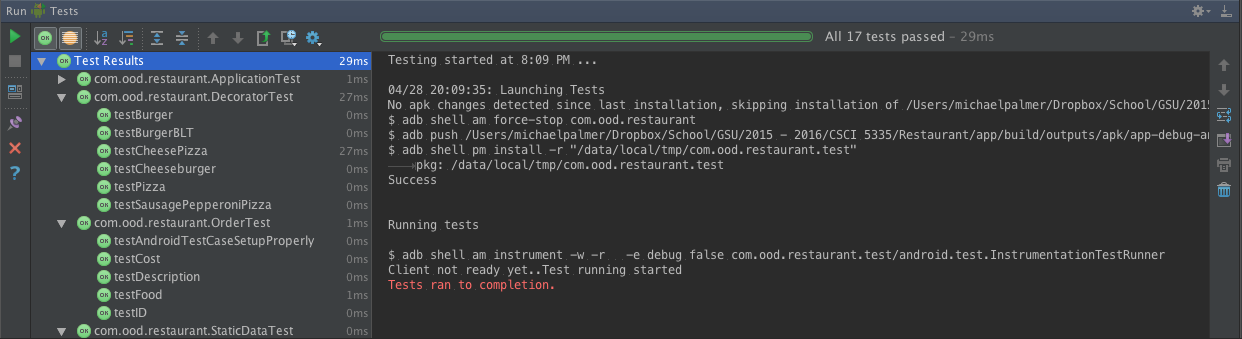 Run Tests
All 17 tests passed – 29ms
Test Results 29ms
com.ood.restaurant.ApplicationTest 1ms
com.ood.restaurant.DecoratorTest 27ms
testBurger 0ms
testBurgerBLT 0ms
testCheesePizza 27ms
testCheeseburger 0ms
testPizza 0ms
testSausagePepperoniPizza 0ms
com.ood.restaurant.OrderTest 1ms
testAndroidTestCaseSetupProperly 0ms
testCost 0ms
testDescription 0ms
testFood 1ms
testID 0ms
com.ood.restaurant.StaticDataTest 0ms
Testing started at 8:09 PM ...
04/28 20:09:35: Launching Tests
No apk changes detected since last installation, skipping installation of /Users/michaelpalmer/Dropbox/School/GSU/2015
$ adb shell am force-stop com.ood.restaurant
$ adb push /Users/michaelpalmer/Dropbox/School/GSU/2015 - 2016/CSCI 5335/Restaurant/app/build/outputs/apk/app-debug-an
$ adb shell pm install -r "/data/local/tmp/com.ood.restaurant.test"
pkg: /data/local/tmp/com.ood.restaurant.test
Success
Running tests
$ adb shell am instrument -w -r -e debug false com.ood.restaurant.test/android.test.InstrumentationTestRunner
Client not ready yet..Test running started
Tests ran to completion.